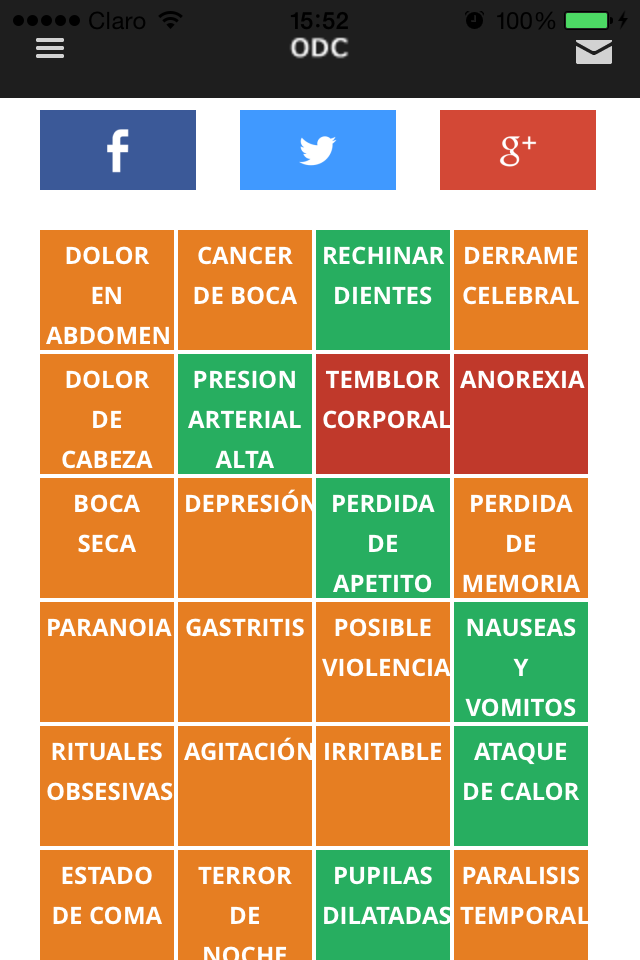 Claro 15:52 100%
ODC
f g+
DOLOR
EN
ABDOMEN
CANCER
DE BOCA
RECHINAR
DIENTES
DERRAME
CELEBRAL
DOLOR
DE
CABEZA
PRESION
ARTERIAL
ALTA
TEMBLOR
CORPORAL
ANOREXIA
BOCA
SECA
DEPRESIÓN
PERDIDA
DE
APETITO
PERDIDA
DE
MEMORIA
PARANOIA
GASTRITIS
POSIBLE
VIOLENCIA
NAUSEAS
Y
VOMITOS
RITUALES
OBSESIVAS
AGITACIÓN
IRRITABLE
ATAQUE
DE CALOR
ESTADO
DE COMA
TERROR
DE
NOCHE
PUPILAS
DILATADAS
PARALISIS
TEMPORAL